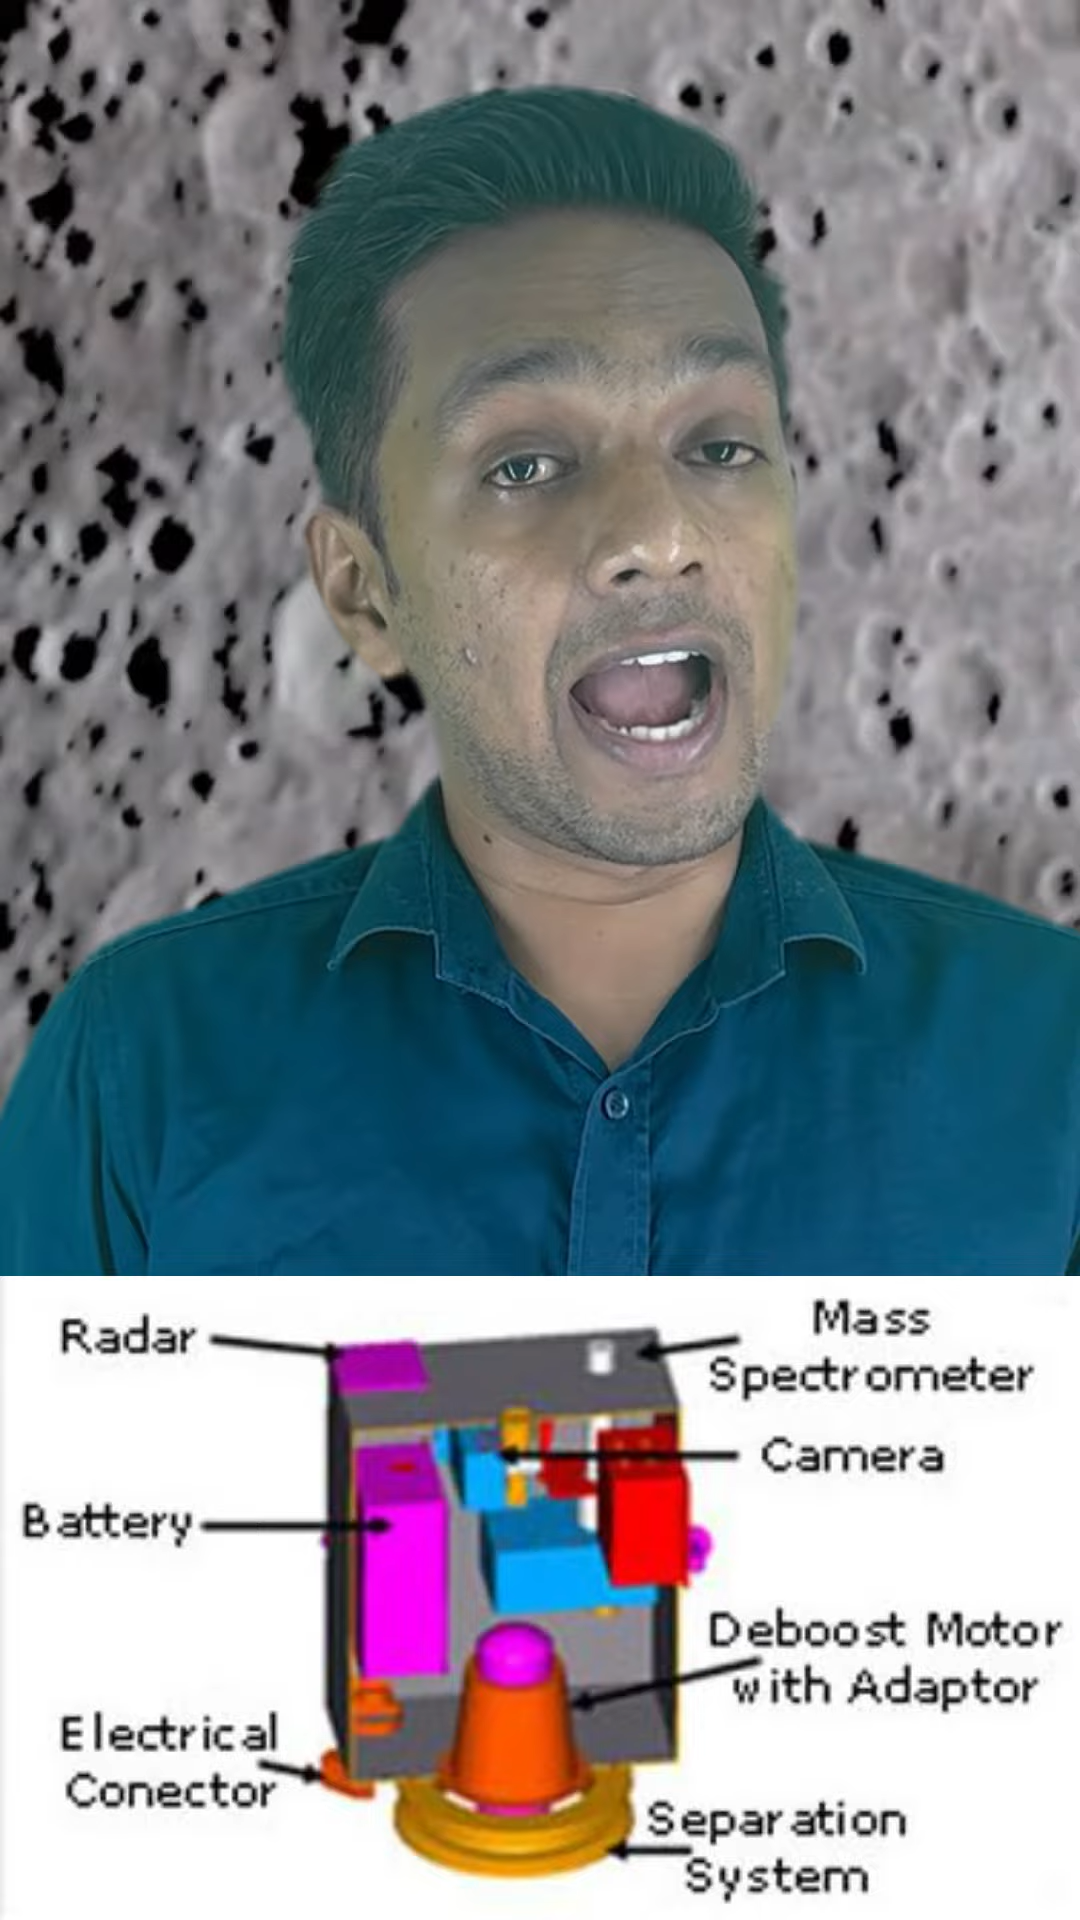 Radar
Mass
Spectrometer
Camera
Battery
Deboost Motor
with Adaptor
Electrical
Conector
Separation
System